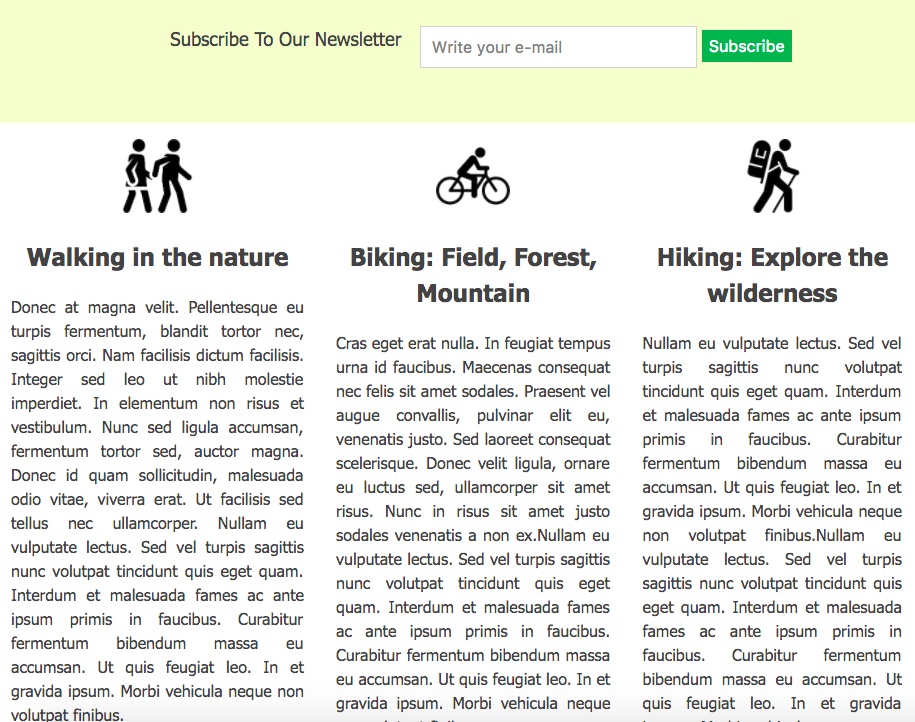 Subscribe To Our Newsletter
Write your e-mail
Subscribe
Walking in the nature
Donec at magna velit. Pellentesque eu
turpis fermentum, blandit tortor nec,
sagittis orci. Nam facilisis dictum facilisis.
Integer sed leo ut nibh molestie
imperdiet. In elementum non risus et
vestibulum. Nunc sed ligula accumsan,
fermentum tortor sed, auctor magna.
Donec id quam sollicitudin, malesuada
odio vitae, viverra erat. Ut facilisis sed
tellus nec ullamcorper. Nullam eu
vulputate lectus. Sed vel turpis sagittis
nunc volutpat tincidunt quis eget quam.
Interdum et malesuada fames ac ante
ipsum primis in faucibus. Curabitur
fermentum bibendum massa eu
accumsan. Ut quis feugiat leo. In et
gravida ipsum. Morbi vehicula neque non
volutpat finibus.
Biking: Field, Forest,
Mountain
Cras eget erat nulla. In feugiat tempus
urna id faucibus. Maecenas consequat
nec felis sit amet sodales. Praesent vel
augue convallis, pulvinar elit eu,
venenatis justo. Sed laoreet consequat
scelerisque. Donec velit ligula, ornare
eu luctus sed, ullamcorper sit amet
risus. Nunc in risus sit amet justo
sodales venenatis a non ex.Nullam eu
vulputate lectus. Sed vel turpis sagittis
nunc volutpat tincidunt quis eget
quam. Interdum et malesuada fames
ac ante ipsum primis in faucibus.
Curabitur fermentum bibendum massa
eu accumsan. Ut quis feugiat leo. In et
gravida ipsum. Morbi vehicula neque
Hiking: Explore the
wilderness
Nullam eu vulputate lectus. Sed vel
turpis sagittis nunc volutpat
tincidunt quis eget quam. Interdum
et malesuada fames ac ante ipsum
primis in faucibus. Curabitur
fermentum bibendum massa eu
accumsan. Ut quis feugiat leo. In et
gravida ipsum. Morbi vehicula neque
non volutpat finibus.Nullam eu
vulputate lectus. Sed vel turpis
sagittis nunc volutpat tincidunt quis
eget quam. Interdum et malesuada
fames ac ante ipsum primis in
faucibus. Curabitur fermentum
bibendum massa eu accumsan. Ut
quis feugiat leo. In et gravida